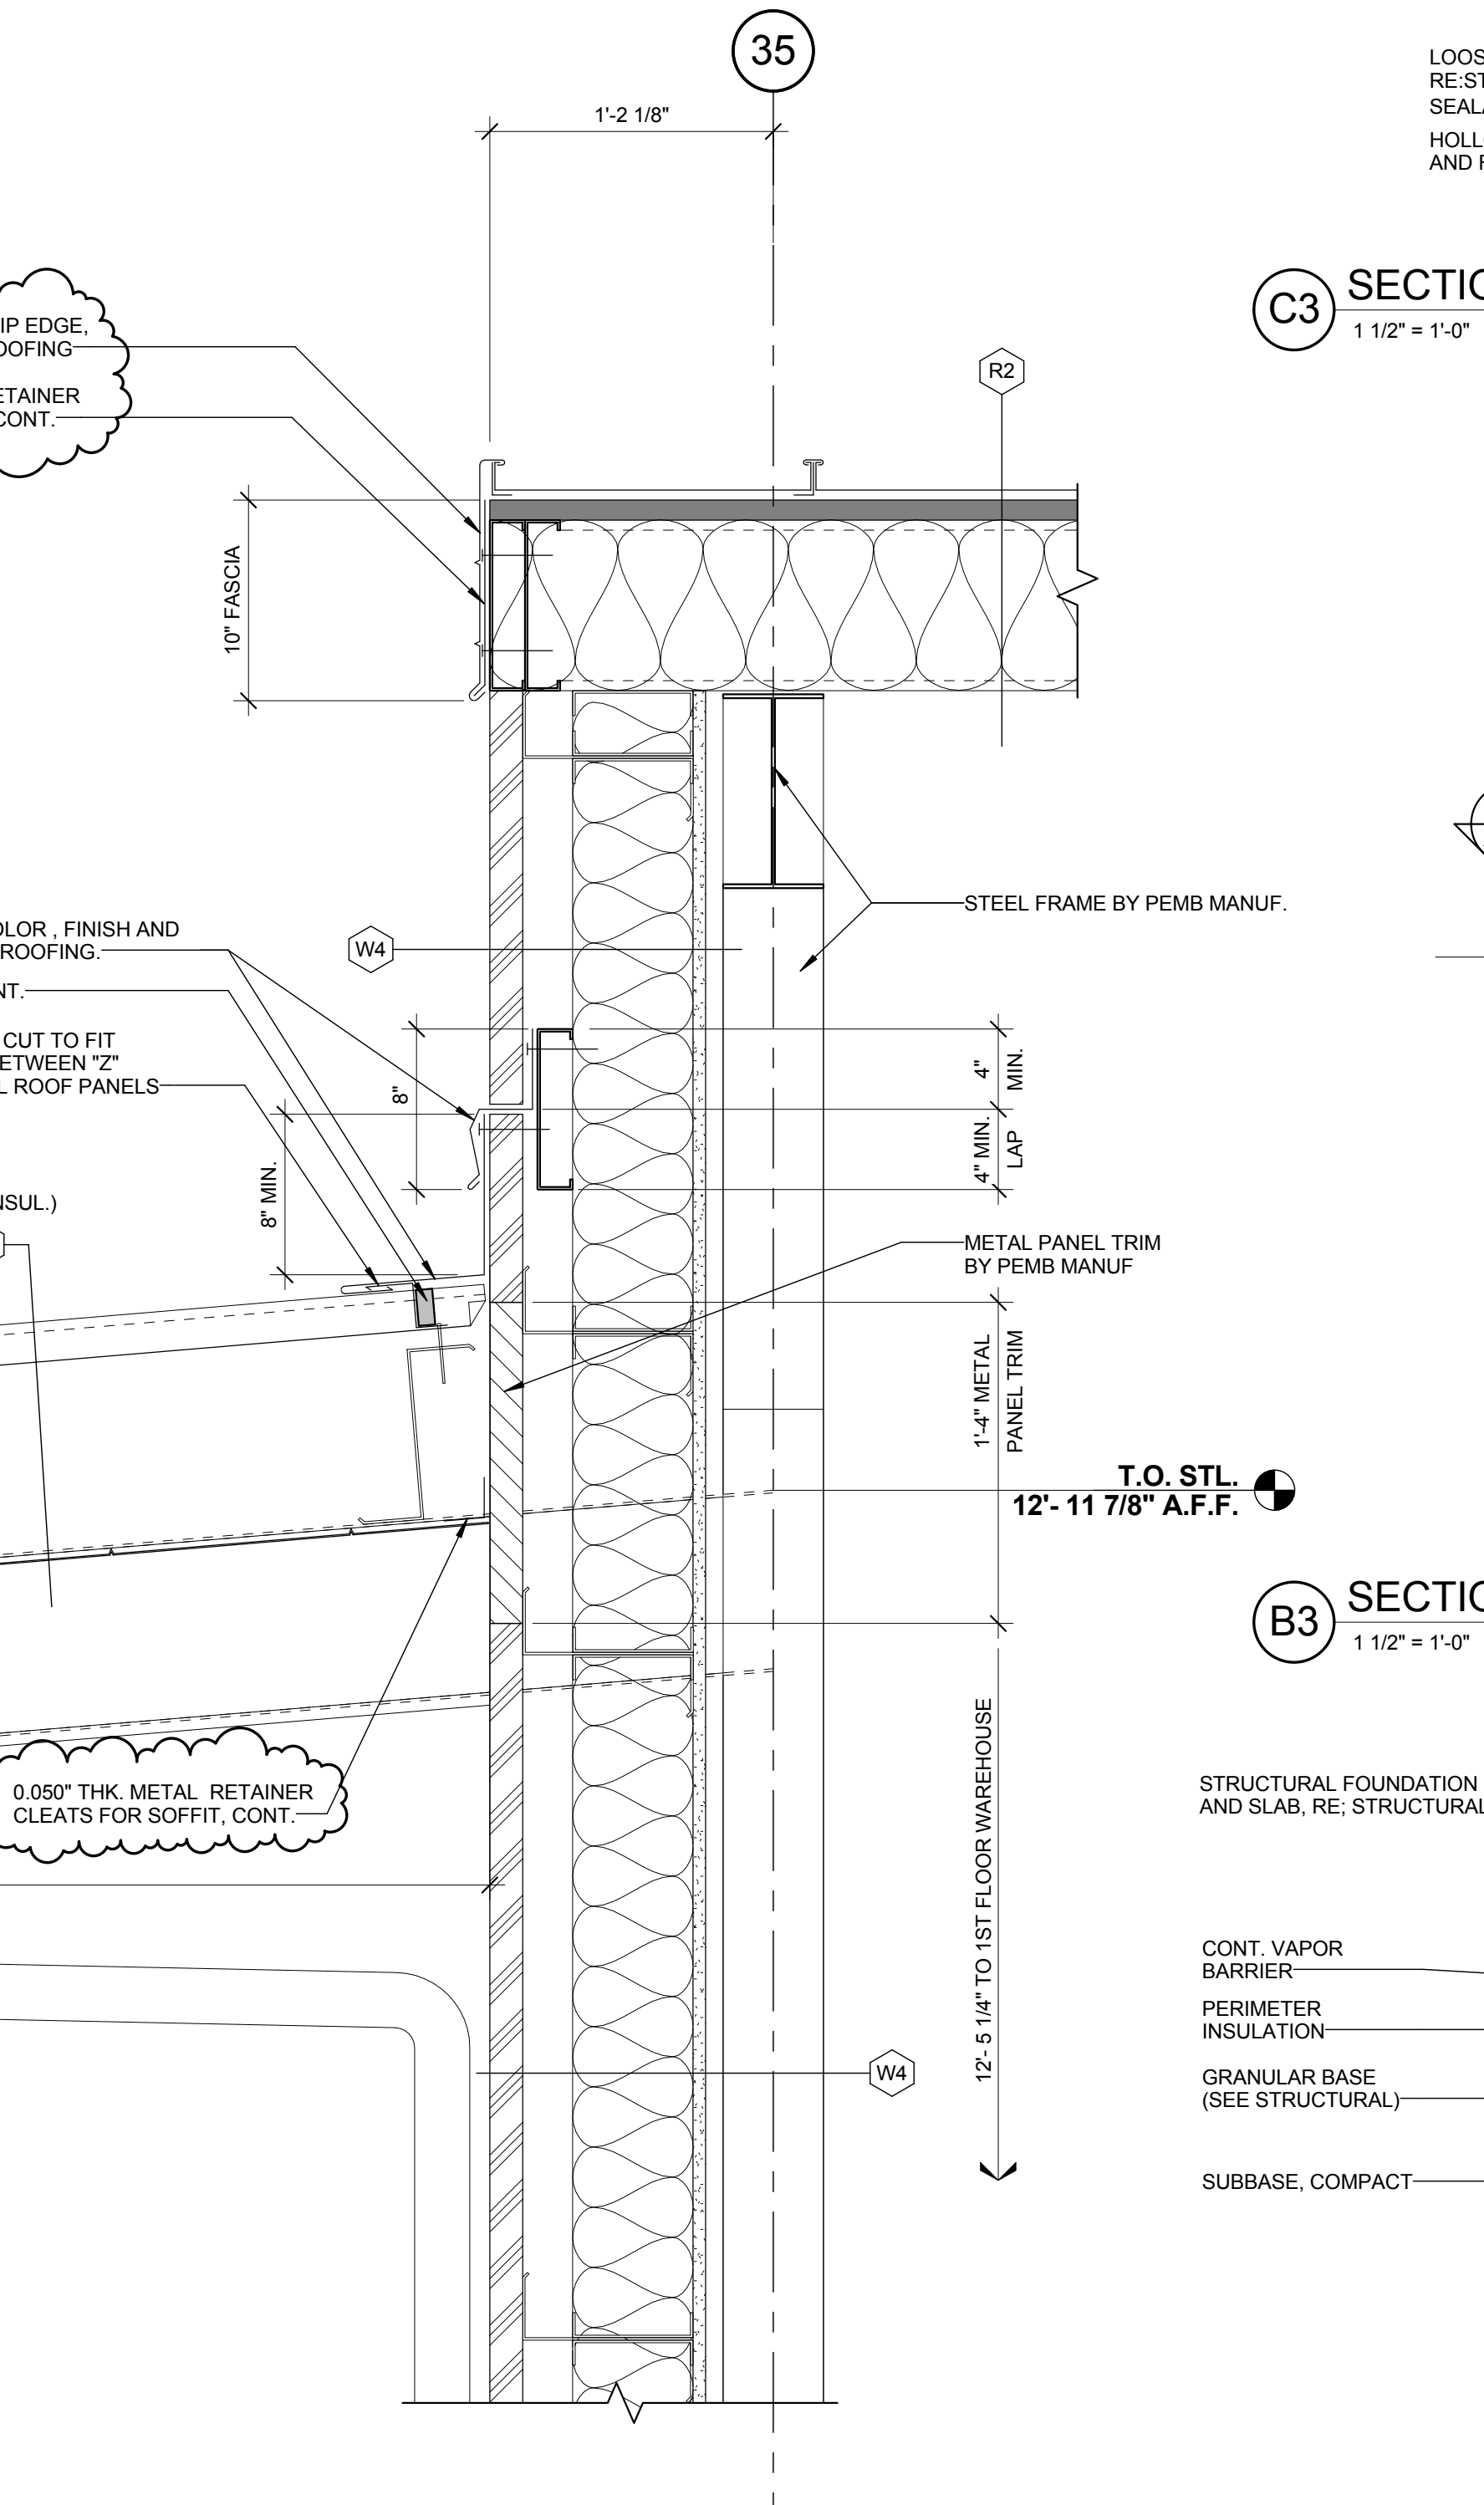 35
1'-2 1/8"
RE:ST
HOLL
AND F
C3
SECTIO
1 1/2" = 1'-0"
IP EDGE,
OOFING
ETAINER
CONT.
R2
10" FASCIA
STEEL FRAME BY PEMB MANUF.
OLOR , FINISH AND
ROOFING.
W4
NT.
CUT TO FIT
ETWEEN "Z"
L ROOF PANELS
8"
4"
MIN.
4" MIN.
LAP
8" MIN.
NSUL.)
METAL PANEL TRIM
BY PEMB MANUF
1'-4" METAL
PANEL TRIM
T.O. STL.
12'- 11 7/8" A.F.F.
B3
SECTIO
1 1/2" = 1'-0"
0.050" THK. METAL RETAINER
CLEATS FOR SOFFIT, CONT.
12'- 5 1/4" TO 1ST FLOOR WAREHOUSE
STRUCTURAL FOUNDATION
AND SLAB, RE; STRUCTURAL
CONT. VAPOR
BARRIER
PERIMETER
INSULATION
W4
GRANULAR BASE
(SEE STRUCTURAL)
SUBBASE, COMPACT